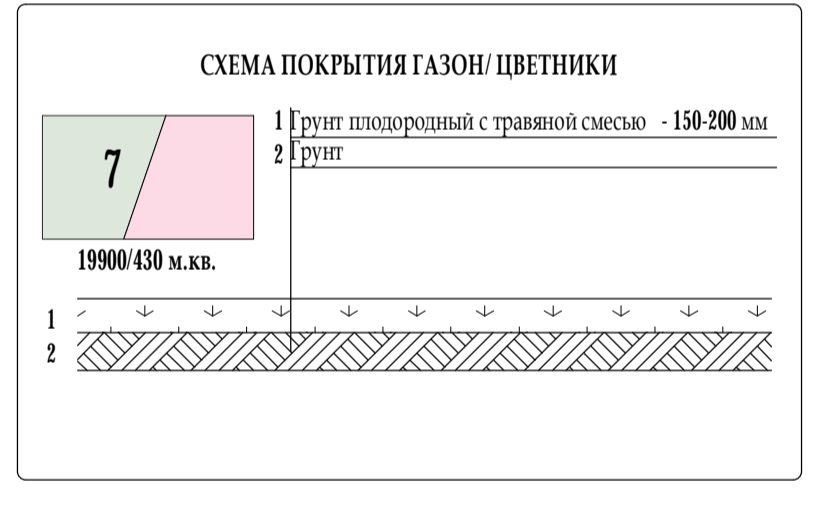 СХЕМА ПОКРЫТИЯ ГАЗОН/ ЦВЕТНИКИ
1 Грунт плодородный с травяной смесью - 150-200 мм
2 Грунт
7
19900/430 м.кв.
1
2